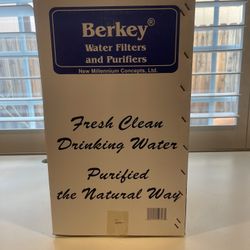 Berkey®
Water Filters
and Purifiers
New Millennium Concepts, Ltd.
Fresh Clean
Drinking Water
Purified
the Natural Way